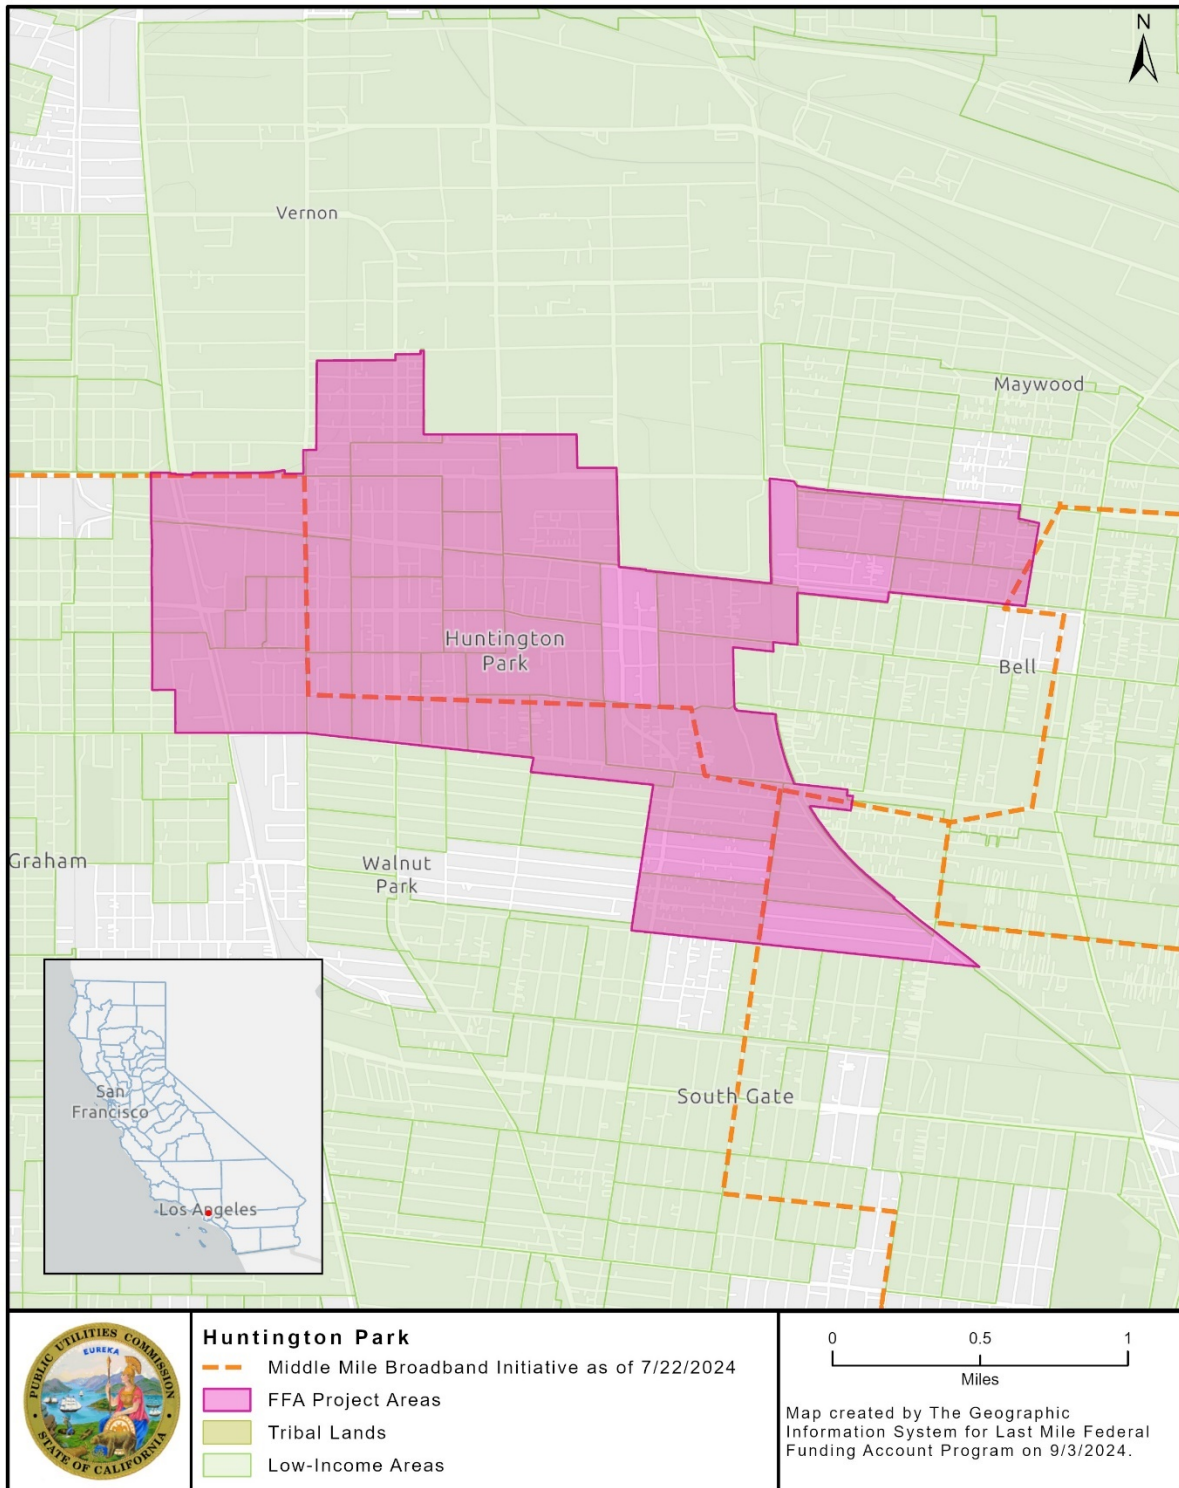 N
Vernon
Maywood
Huntington
Park
Bell
Graham
Walnut
Park
South Gate
San
Francisco
Los Angeles
PUBLIC UTILITIES COMMISSION
EUREKA
STATE OF CALIFORNIA
Huntington Park
Middle Mile Broadband Initiative as of 7/22/2024
FFA Project Areas
Tribal Lands
Low-Income Areas
0 0.5 1
Miles
Map created by The Geographic
Information System for Last Mile Federal
Funding Account Program on 9/3/2024.